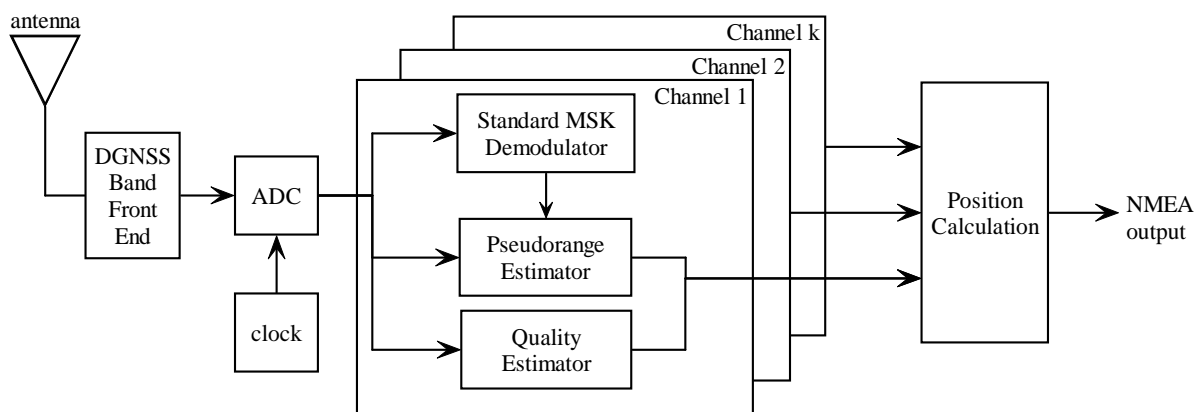 antenna
DGNSS
Band
Front
End
ADC
clock
Channel k
Channel 2
Channel 1
Standard MSK
Demodulator
Pseudorange
Estimator
Quality
Estimator
Position
Calculation
NMEA
output